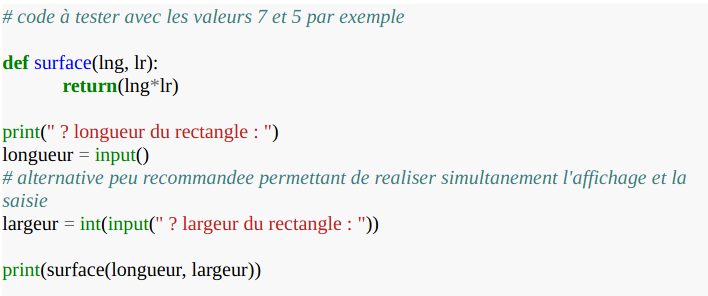 # code à tester avec les valeurs 7 et 5 par exemple
def surface(lng, lr):
return(lng*lr)
print(" ? longueur du rectangle : ")
longueur = input()
# alternative peu recommandee permettant de realiser simultanement l'affichage et la
saisie
largeur = int(input(" ? largeur du rectangle : "))
print(surface(longueur, largeur))